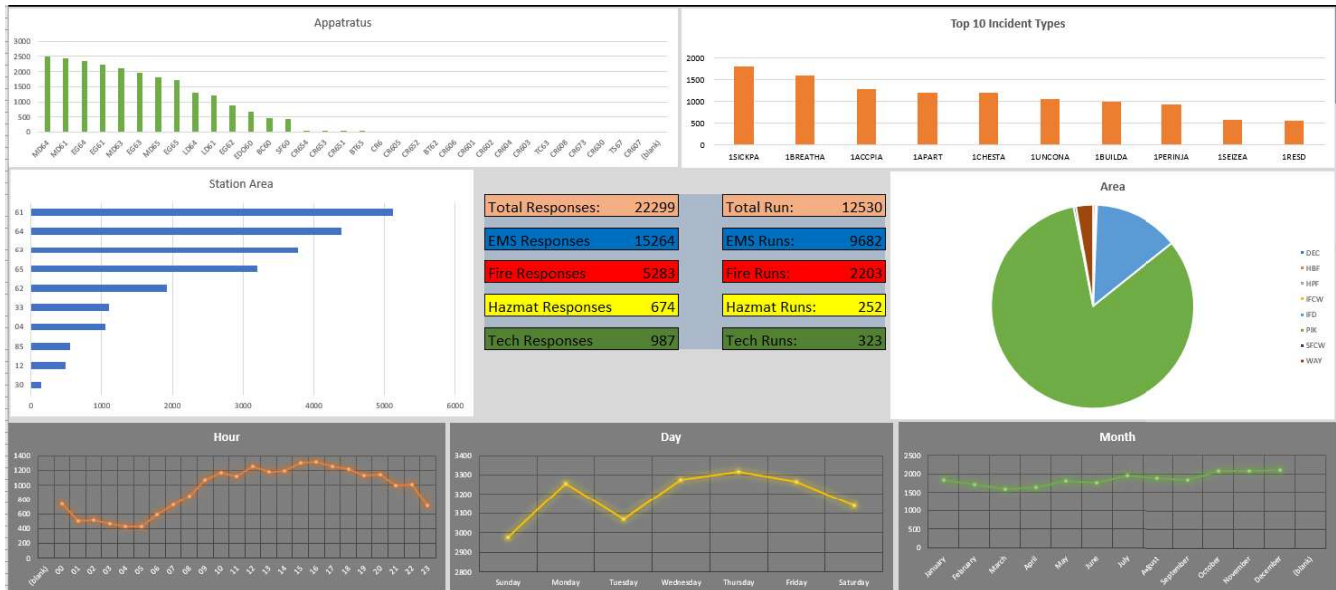 Appatratus
3000
2500
2000
1500
1000
500
0
MD64 MD61 EG64 EG61 MD63 EG63 MD65 EG65 LD64 LD61 EG62 EDO60 BC60 SF60 CR654 CR653 CR651 BT63 CR6 CR605 CR652 BT61 CR606 CR601 CR602 CR604 CR603 TC63 CR608 CR673 CR630 TS67 CR607 (blank)
Top 10 Incident Types
2000
1500
1000
500
0
1SICKPA 1BREATHA 1ACCPIA 1APART 1CHESTA 1UNCONA 1BUILDA 1PERINJA 1SEIZEA 1RESD
Station Area
61
64
63
65
62
33
04
85
12
30
0 1000 2000 3000 4000 5000 6000
Total Responses: 22299 Total Run: 12530
EMS Responses 15264 EMS Runs: 9682
Fire Responses 5283 Fire Runs: 2203
Hazmat Responses 674 Hazmat Runs: 252
Tech Responses 987 Tech Runs: 323
Area
DEC
HBF
HPF
IFCW
IFD
PIK
SFCW
WAY
Hour
1400
1200
1000
800
600
400
200
0
(blank) 00 01 02 03 04 05 06 07 08 09 10 11 12 13 14 15 16 17 18 19 20 21 22 23
Day
3400
3300
3200
3100
3000
2900
2800
Sunday Monday Tuesday Wednesday Thursday Friday Saturday
Month
2500
2000
1500
1000
500
0
January February March April May June July August September October November December (blank)